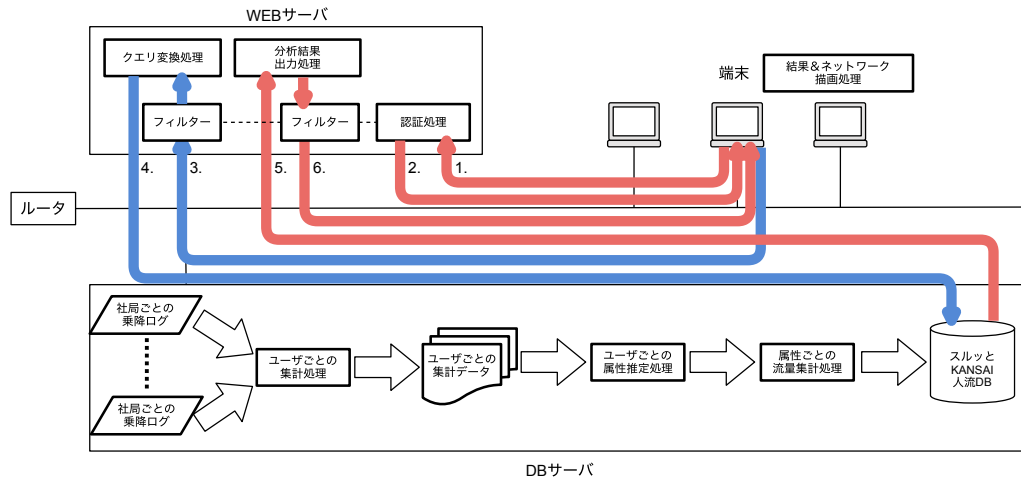 WEBサーバ
クエリ変換処理
分析結果
出力処理
フィルター
フィルター
認証処理
4.
3.
5.
6.
2.
1.
端末
結果＆ネットワーク
描画処理
ルータ
社局ごとの
乗降ログ
社局ごとの
乗降ログ
ユーザごとの
集計処理
ユーザごとの
集計データ
ユーザごとの
属性推定処理
属性ごとの
流量集計処理
スルッと
KANSAI
人流DB
DBサーバ